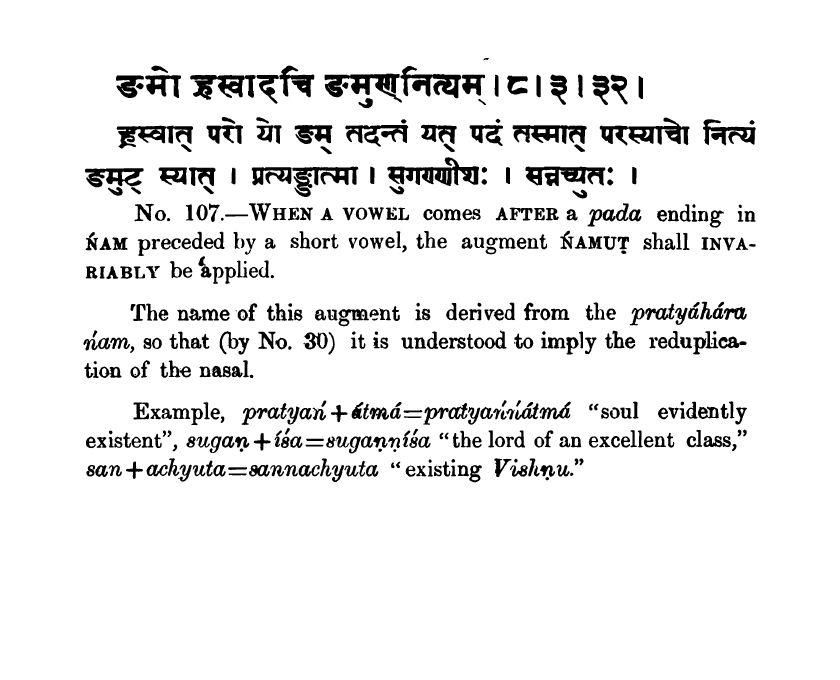 ङमो ह्रस्वादचि ङमुण्नित्यम् । ८ । ३ । ३२ ।
ह्रस्वात् परो यो ङम् तदन्तं यत् पदं तस्मात् परस्याचो नित्यं
ङमुट् स्यात् । प्रत्यङ्ङात्मा । सुगण्णीशः । सन्नच्युतः ।
No. 107.—WHEN A VOWEL comes AFTER a pada ending in
ṄAM preceded by a short vowel, the augment ṄAMUṬ shall INVA-
RIABLY be applied.
The name of this augment is derived from the pratyáhára
ṅam, so that (by No. 30) it is understood to imply the reduplica-
tion of the nasal.
Example, pratyaṅ + átmá=pratyaṅṅátmá “soul evidently
existent”, sugaṇ + íśa=sugaṇṇíśa “the lord of an excellent class,”
san + achyuta=sannachyuta “existing Vishṇu.”